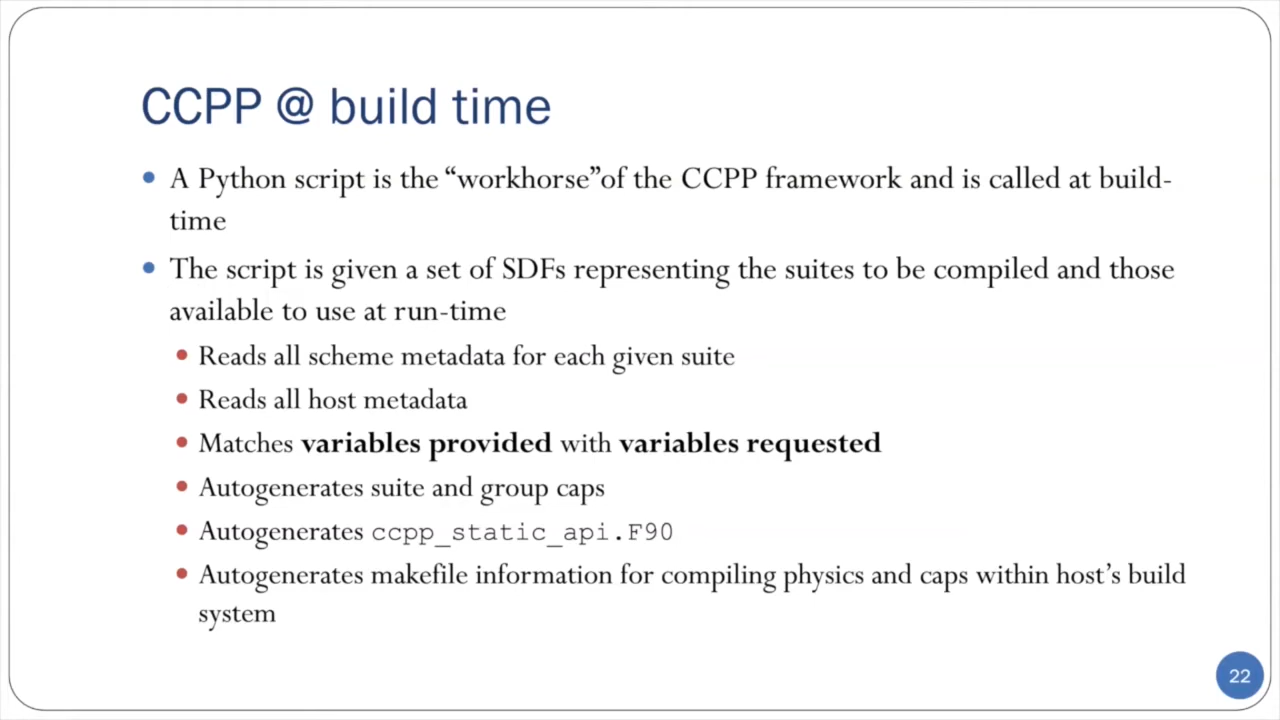 CCPP @ build time
• A Python script is the “workhorse”of the CCPP framework and is called at build-
time
• The script is given a set of SDFs representing the suites to be compiled and those
available to use at run-time
• Reads all scheme metadata for each given suite
• Reads all host metadata
• Matches variables provided with variables requested
• Autogenerates suite and group caps
• Autogenerates ccpp_static_api.F90
• Autogenerates makefile information for compiling physics and caps within host’s build
system
22